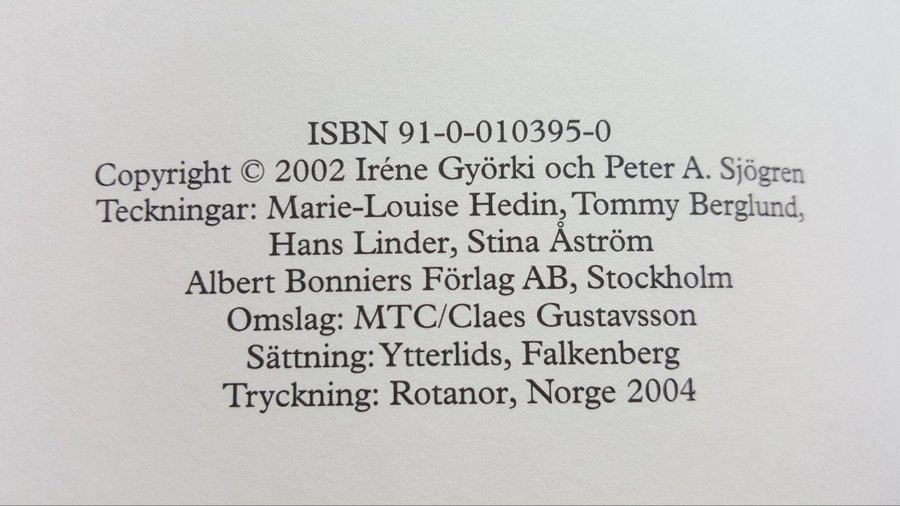 ISBN 91-0-010395-0
Copyright © 2002 Iréne Györki och Peter A. Sjögren
Teckningar: Marie-Louise Hedin, Tommy Berglund,
Hans Linder, Stina Åström
Albert Bonniers Förlag AB, Stockholm
Omslag: MTC/Claes Gustavsson
Sättning: Ytterlids, Falkenberg
Tryckning: Rotanor, Norge 2004